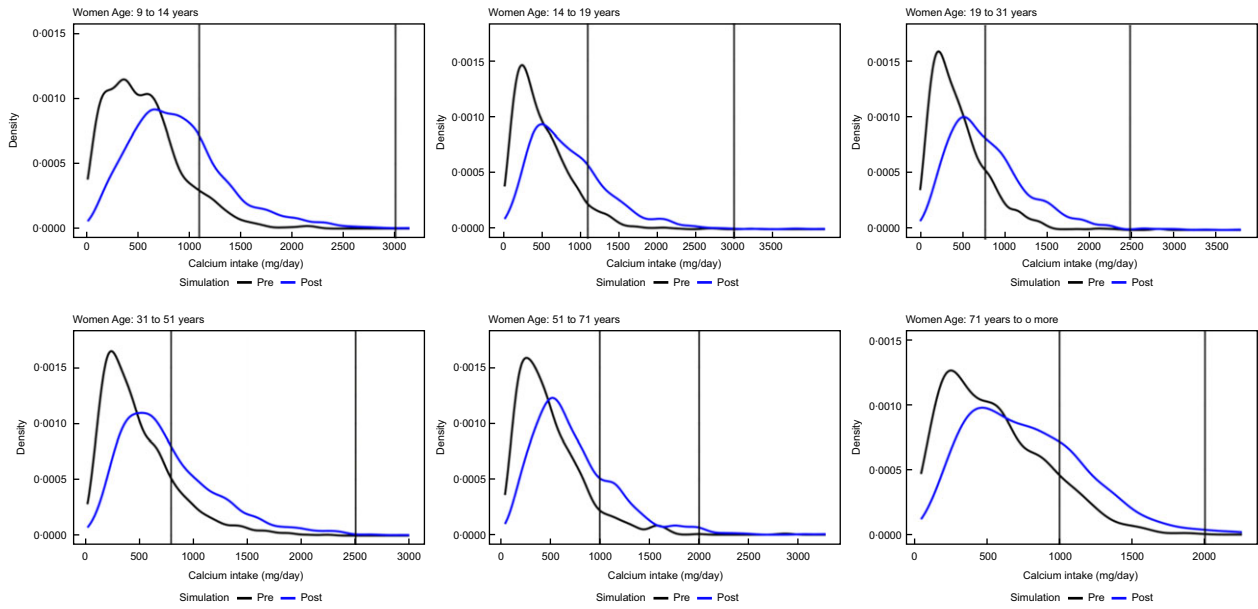 Women Age: 9 to 14 years
0·0015
0·0010
0·0005
0·0000
Density
0 500 1000 1500 2000 2500 3000
Calcium intake (mg/day)
Simulation Pre Post
Women Age: 14 to 19 years
0·0015
0·0010
0·0005
0·0000
Density
0 500 1000 1500 2000 2500 3000 3500
Calcium intake (mg/day)
Simulation Pre Post
Women Age: 19 to 31 years
0·0015
0·0010
0·0005
0·0000
Density
0 500 1000 1500 2000 2500 3000 3500
Calcium intake (mg/day)
Simulation Pre Post
Women Age: 31 to 51 years
0·0015
0·0010
0·0005
0·0000
Density
0 500 1000 1500 2000 2500 3000
Calcium intake (mg/day)
Simulation Pre Post
Women Age: 51 to 71 years
0·0015
0·0010
0·0005
0·0000
Density
0 500 1000 1500 2000 2500 3000
Calcium intake (mg/day)
Simulation Pre Post
Women Age: 71 years to o more
0·0015
0·0010
0·0005
0·0000
Density
0 500 1000 1500 2000
Calcium intake (mg/day)
Simulation Pre Post